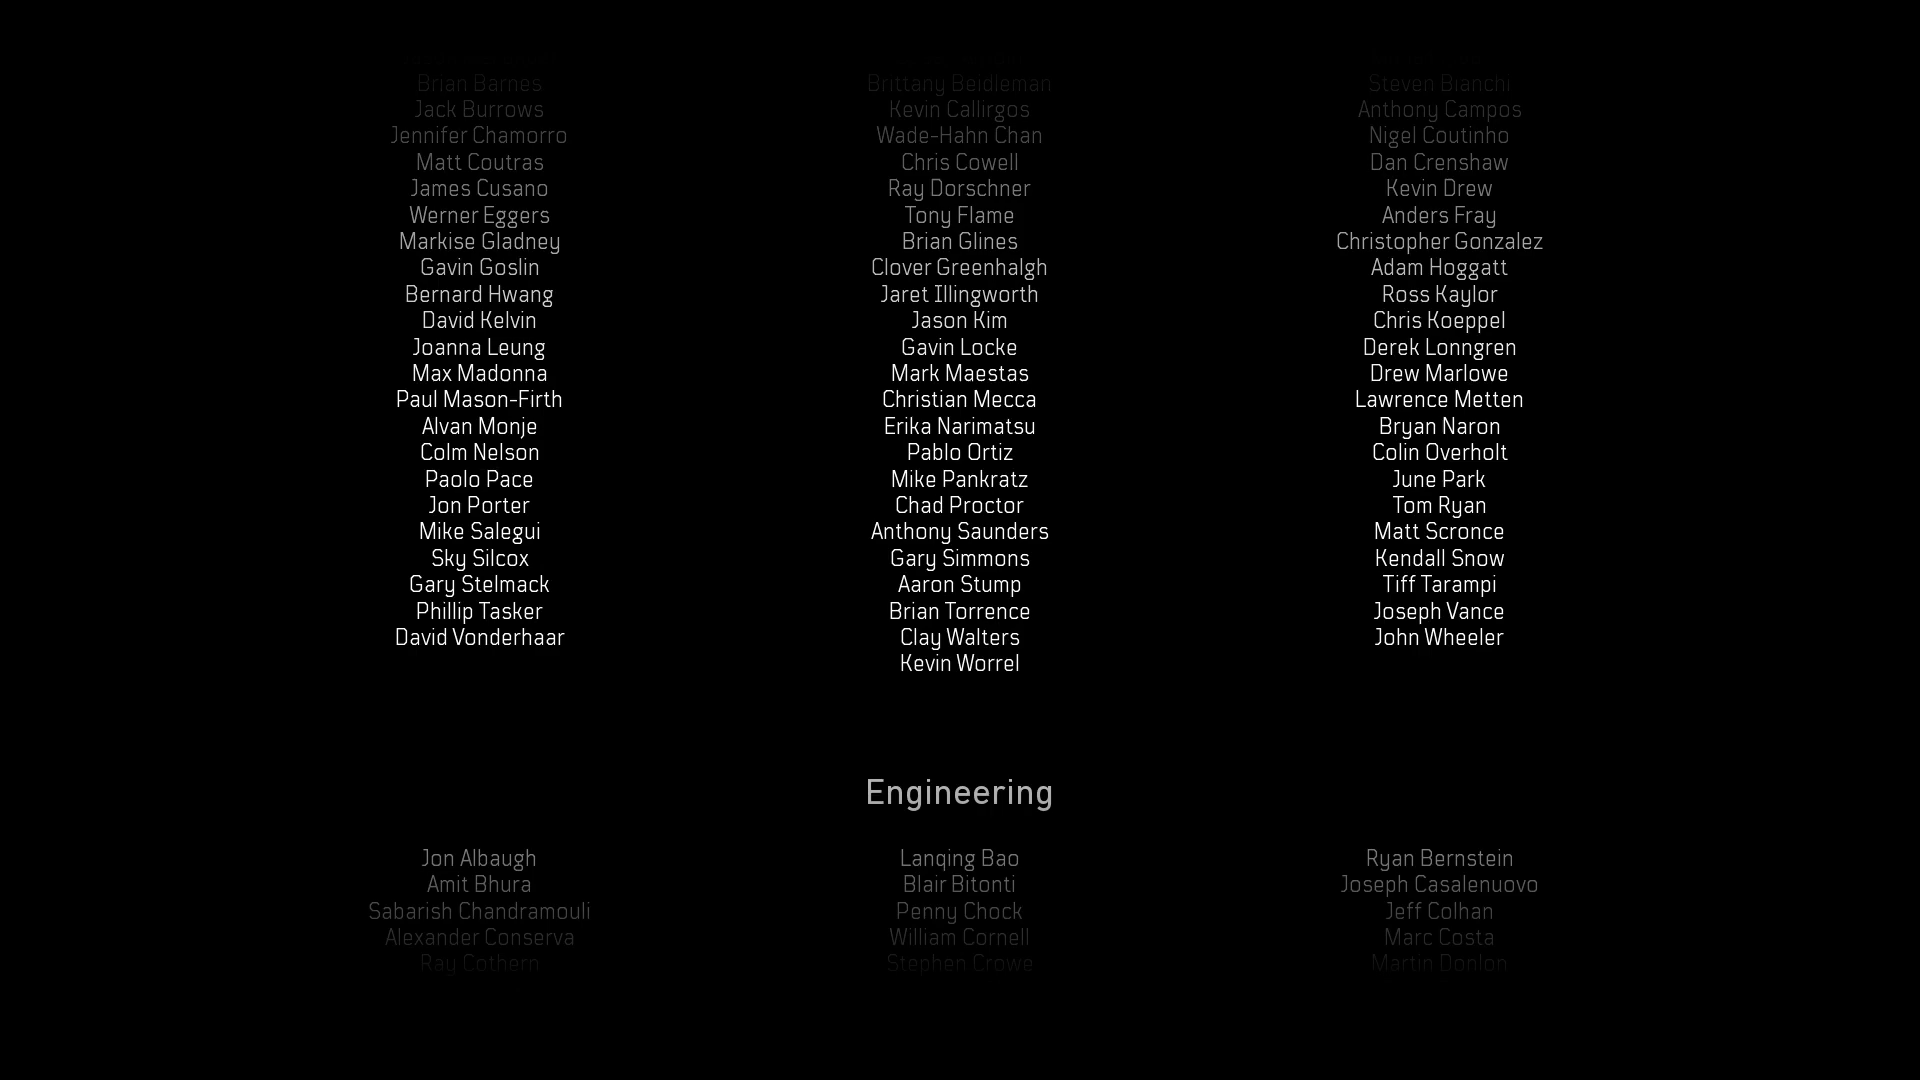 Brian Barnes Brittany Beidleman Steven Bianchi
Jack Burrows Kevin Callirgos Anthony Campos
Jennifer Chamorro Wade-Hahn Chan Nigel Coutinho
Matt Coutras Chris Cowell Dan Crenshaw
James Cusano Ray Dorschner Kevin Drew
Werner Eggers Tony Flame Anders Fray
Markise Gladney Brian Glines Christopher Gonzalez
Gavin Goslin Clover Greenhalgh Adam Hoggatt
Bernard Hwang Jaret Illingworth Ross Kaylor
David Kelvin Jason Kim Chris Koeppel
Joanna Leung Gavin Locke Derek Lonngren
Max Madonna Mark Maestas Drew Marlowe
Paul Mason-Firth Christian Mecca Lawrence Metten
Alvan Monje Erika Narimatsu Bryan Naron
Colm Nelson Pablo Ortiz Colin Overholt
Paolo Pace Mike Pankratz June Park
Jon Porter Chad Proctor Tom Ryan
Mike Salegui Anthony Saunders Matt Scronce
Sky Silcox Gary Simmons Kendall Snow
Gary Stelmack Aaron Stump Tiff Tarampi
Phillip Tasker Brian Torrence Joseph Vance
David Vonderhaar Clay Walters John Wheeler
Kevin Worrel
Engineering
Jon Albaugh Lanqing Bao Ryan Bernstein
Amit Bhura Blair Bitonti Joseph Casalenuovo
Sabarish Chandramouli Penny Chock Jeff Colhan
Alexander Conserva William Cornell Marc Costa
Ray Cothern Stephen Crowe Martin Donlon